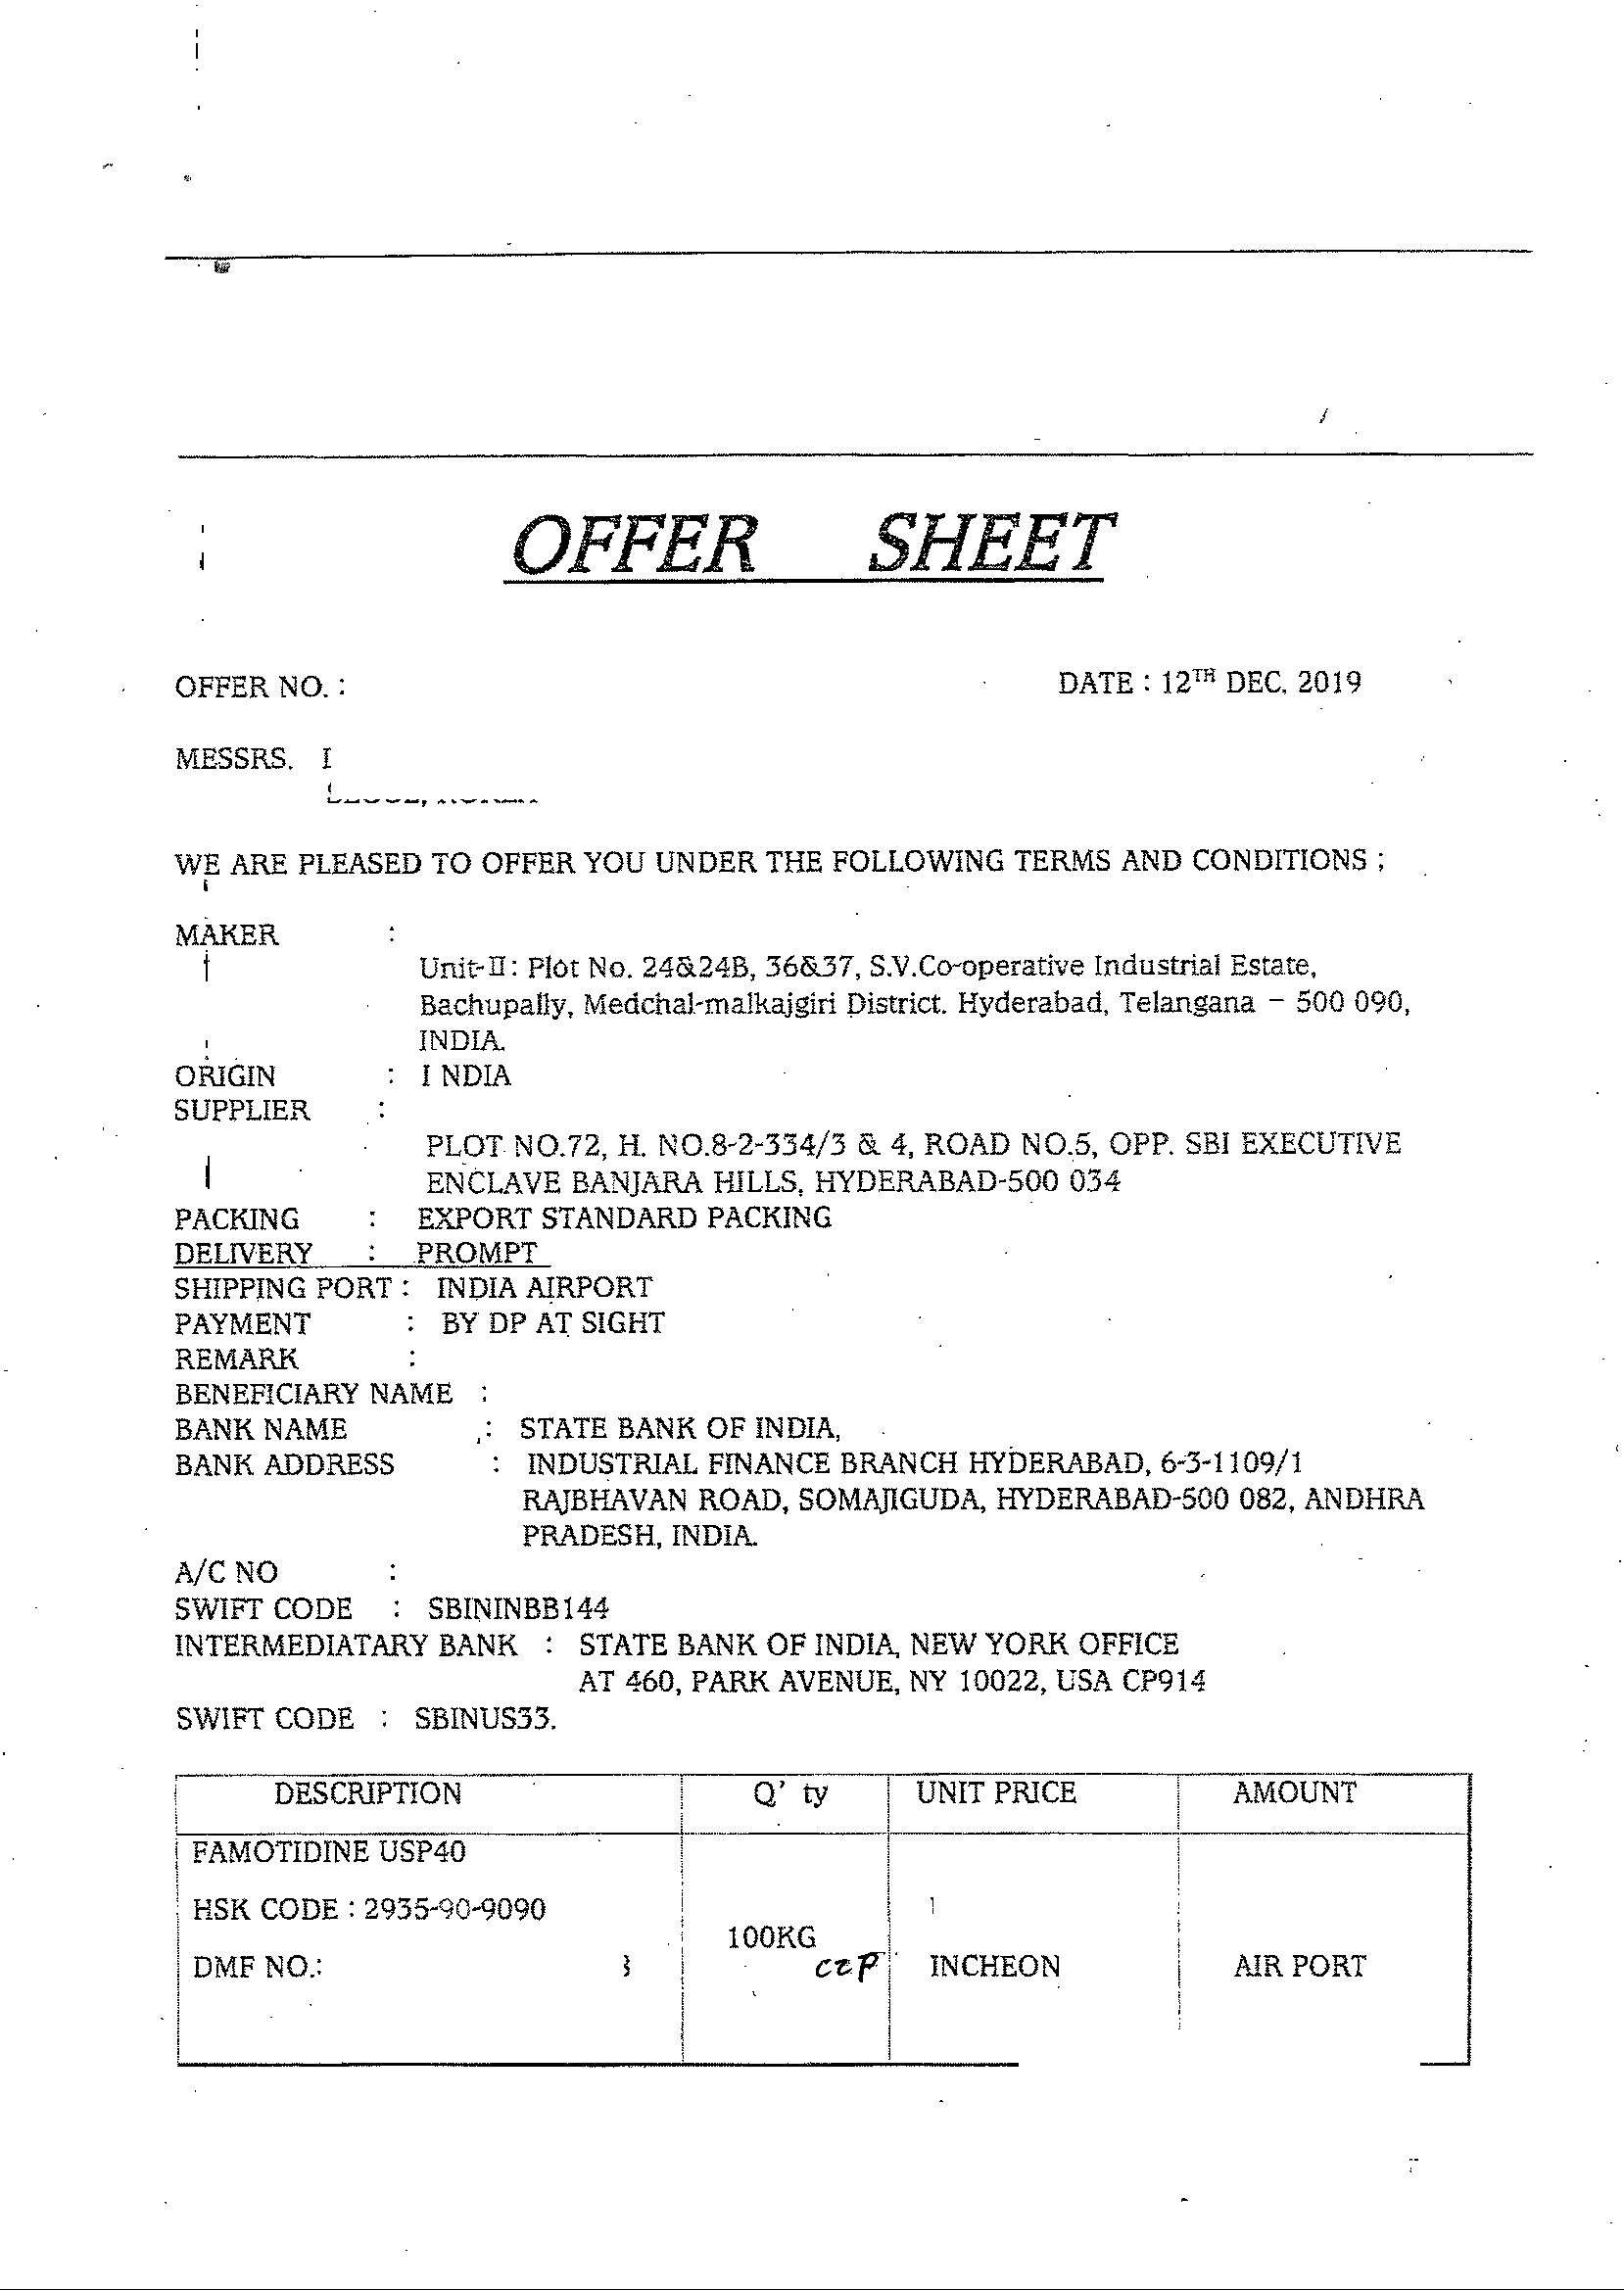 OFFER SHEET
OFFER NO. : DATE : 12TH DEC. 2019
MESSRS. I
WE ARE PLEASED TO OFFER YOU UNDER THE FOLLOWING TERMS AND CONDITIONS ;
MAKER :
Unit-II: Plot No. 24&24B, 36&37, S.V.Co-operative Industrial Estate,
Bachupally, Medchal-malkajgiri District. Hyderabad, Telangana - 500 090,
INDIA.
ORIGIN : I NDIA
SUPPLIER :
PLOT NO.72, H. NO.8-2-334/3 & 4, ROAD NO.5, OPP. SBI EXECUTIVE
ENCLAVE BANJARA HILLS, HYDERABAD-500 034
PACKING : EXPORT STANDARD PACKING
DELIVERY : PROMPT
SHIPPING PORT : INDIA AIRPORT
PAYMENT : BY DP AT SIGHT
REMARK :
BENEFICIARY NAME :
BANK NAME : STATE BANK OF INDIA,
BANK ADDRESS : INDUSTRIAL FINANCE BRANCH HYDERABAD, 6-3-1109/1
RAJBHAVAN ROAD, SOMAJIGUDA, HYDERABAD-500 082, ANDHRA
PRADESH, INDIA.
A/C NO :
SWIFT CODE : SBININBB144
INTERMEDIATARY BANK : STATE BANK OF INDIA, NEW YORK OFFICE
AT 460, PARK AVENUE, NY 10022, USA CP914
SWIFT CODE : SBINUS33.
DESCRIPTION Q' ty UNIT PRICE AMOUNT
FAMOTIDINE USP40
HSK CODE : 2935-90-9090
100KG
DMF NO.: CIP INCHEON AIR PORT